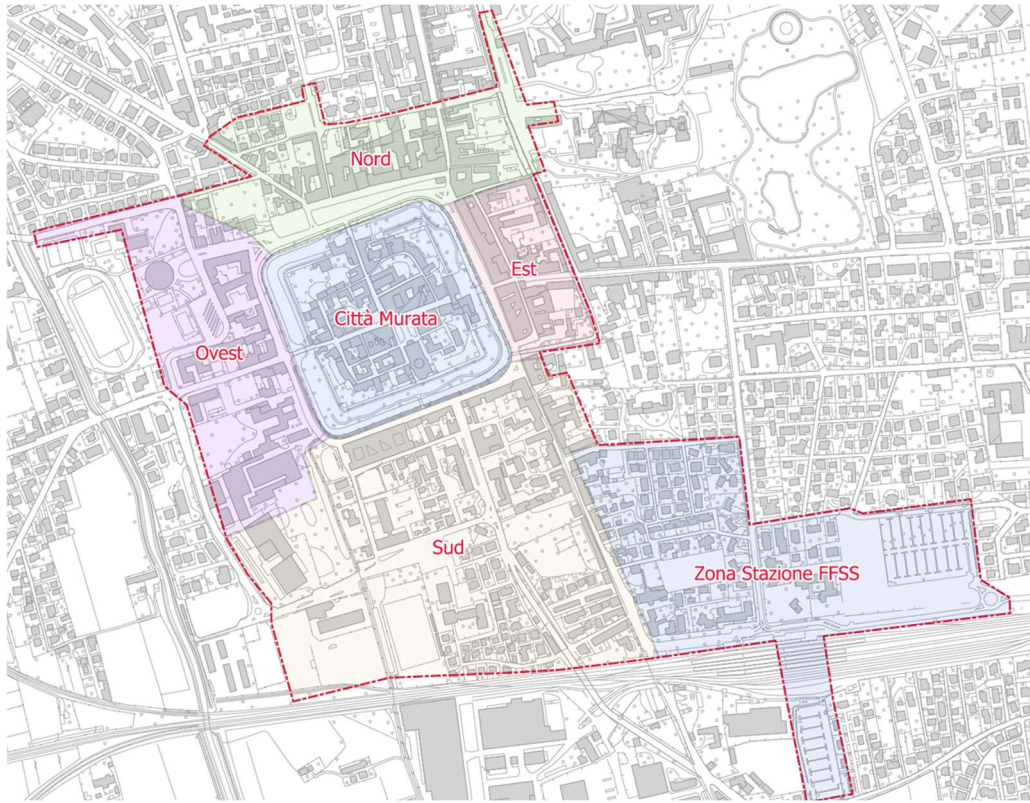 Nord
Est
Città Murata
Ovest
Sud
Zona Stazione FFSS